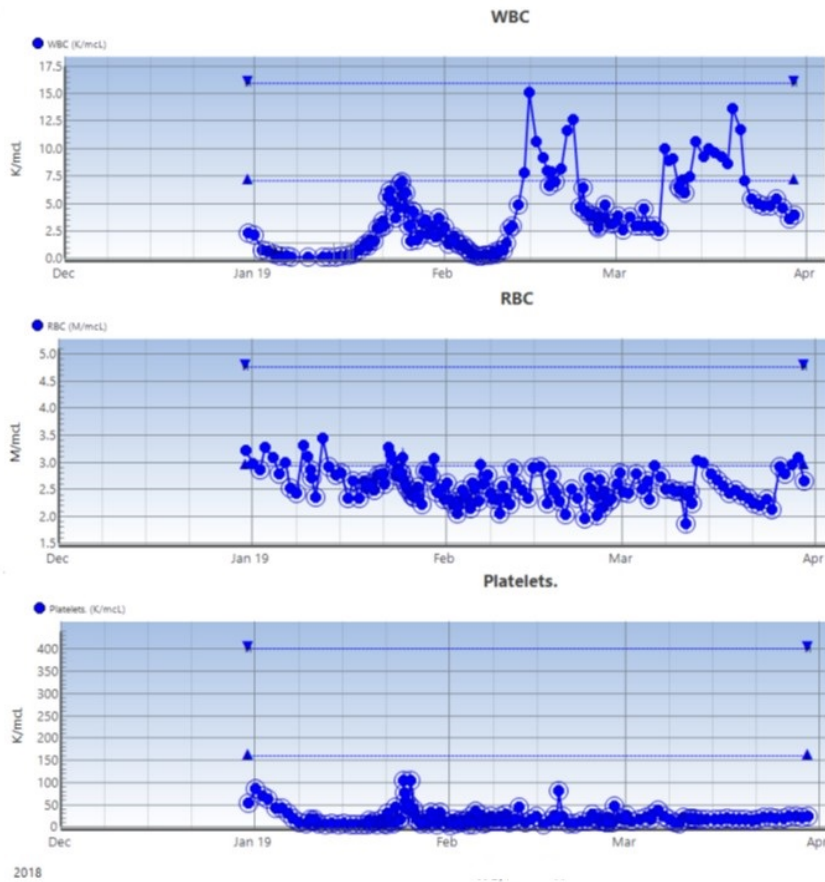 WBC
WBC (K/mcL)
17.5
15.0
12.5
10.0
7.5
5.0
2.5
0.0
K/mcL
Dec
Jan 19
Feb
Mar
Apr
RBC
RBC (M/mcL)
5.0
4.5
4.0
3.5
3.0
2.5
2.0
1.5
M/mcL
Dec
Jan 19
Feb
Mar
Apr
Platelets.
Platelets. (K/mcL)
400
350
300
250
200
150
100
50
0
K/mcL
Dec
Jan 19
Feb
Mar
Apr
2018